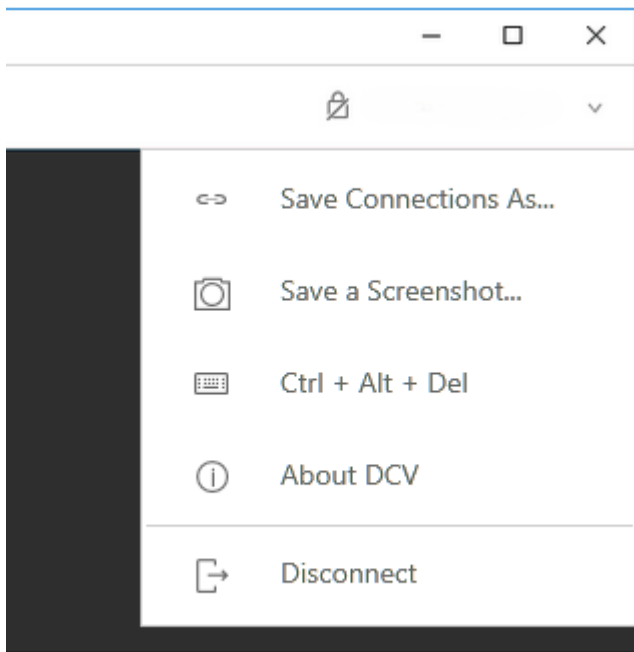 Save Connections As...
Save a Screenshot...
Ctrl + Alt + Del
About DCV
Disconnect